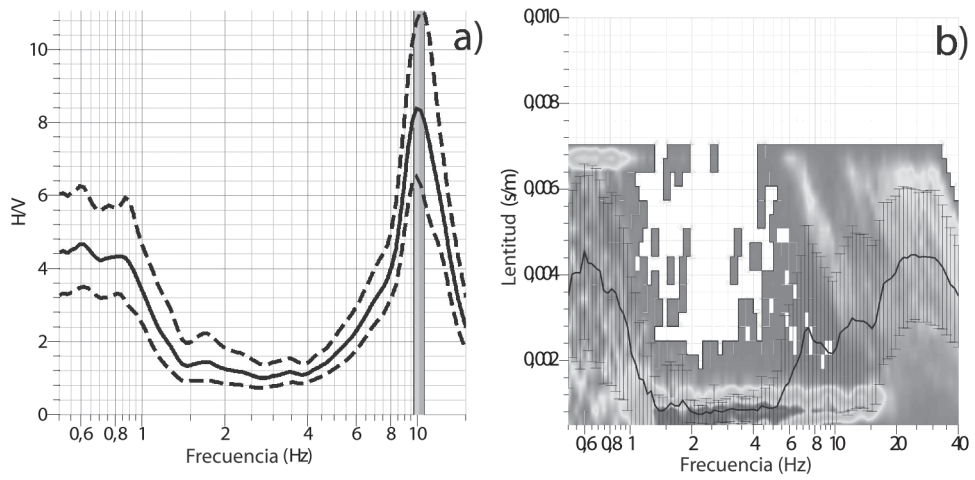 a)
10
8
6
4
2
0
H/V
0,6 0,8 1 2 4 6 8 10
Frecuencia (Hz)
b)
0,010
0,008
0,006
0,004
0,002
Lentitud (s/m)
0,6 0,8 1 2 4 6 8 10 20 40
Frecuencia (Hz)